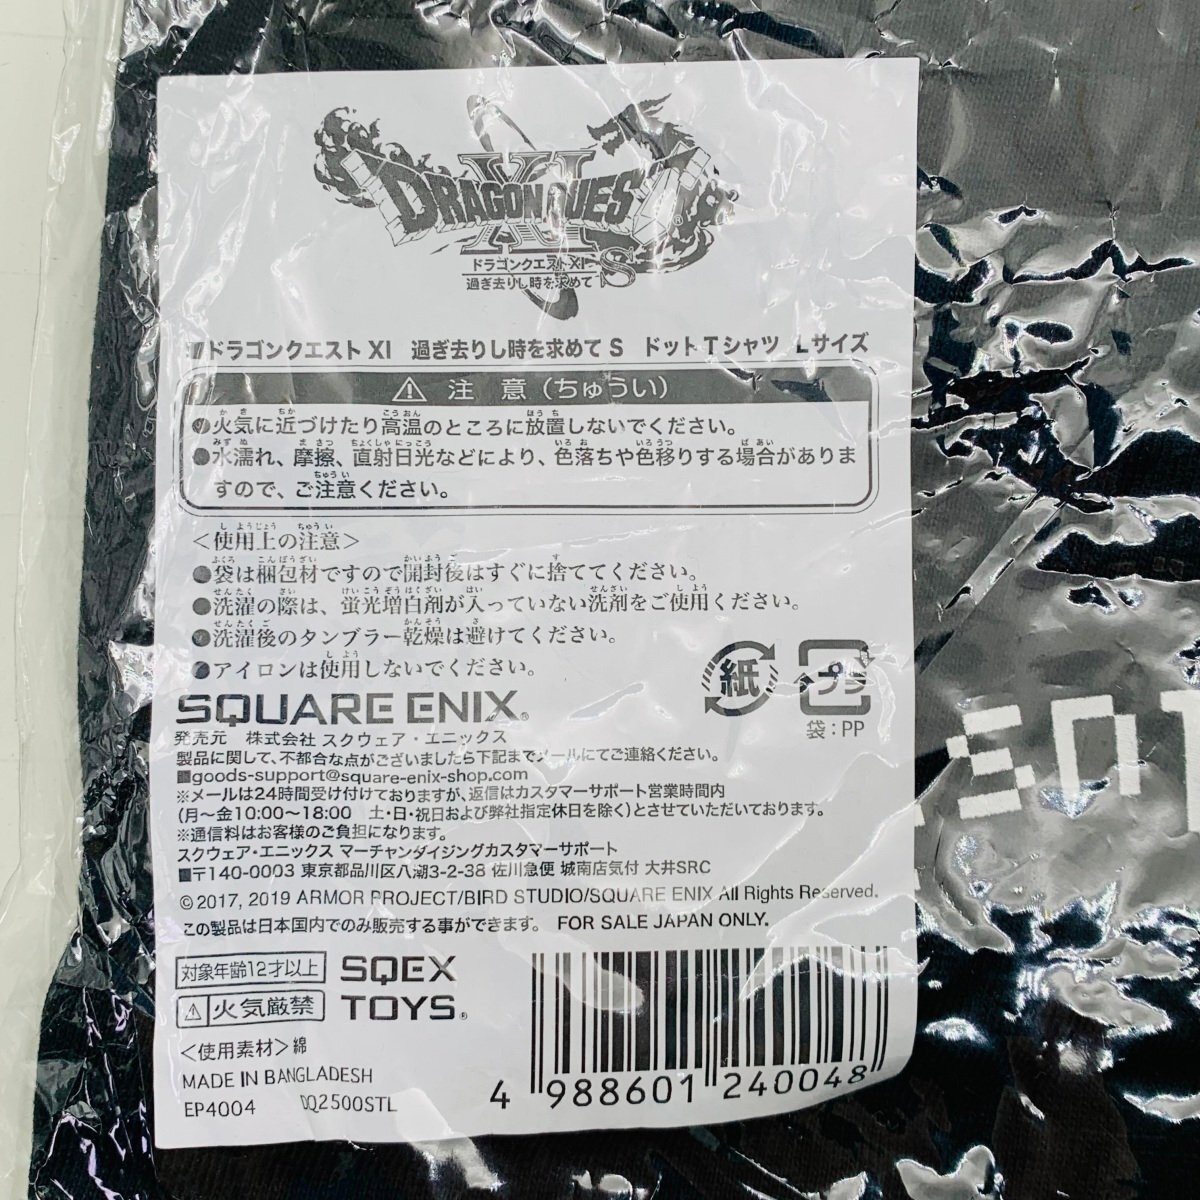 DRAGON QUEST
XI
®
ドラゴンクエストXI
過ぎ去りし時を求めて S
ドラゴンクエスト XI 過ぎ去りし時を求めて S ドット Tシャツ Lサイズ
⚠ 注 意（ちゅうい）
●火気に近づけたり高温のところに放置しないでください。
●水濡れ、摩擦、直射日光などにより、色落ちや色移りする場合がありま
すので、ご注意ください。
＜使用上の注意＞
●袋は梱包材ですので開封後はすぐに捨ててください。
●洗濯の際は、蛍光増白剤が入っていない洗剤をご使用ください。
●洗濯後のタンブラー乾燥は避けてください。
●アイロンは使用しないでください。
紙 プラ
袋：PP
SQUARE ENIX®
発売元 株式会社 スクウェア・エニックス
製品に関して、不都合な点がございましたら下記までメールにてご連絡ください。
■goods-support@square-enix-shop.com
※メールは24時間受け付けておりますが、返信はカスタマーサポート営業時間内
（月～金10:00～18:00 土・日・祝日および弊社指定休日を除く）とさせていただいております。
※通信料はお客様のご負担になります。
スクウェア・エニックス マーチャンダイジングカスタマーサポート
■〒140-0003 東京都品川区八潮3-2-38 佐川急便 城南店気付 大井SRC
© 2017, 2019 ARMOR PROJECT/BIRD STUDIO/SQUARE ENIX All Rights Reserved.
この製品は日本国内でのみ販売する事ができます。 FOR SALE JAPAN ONLY.
対象年齢12才以上
⚠ 火気厳禁
SQEX
TOYS®
＜使用素材＞綿
MADE IN BANGLADESH
EP4004 DQ2500STL
4 988601 240048